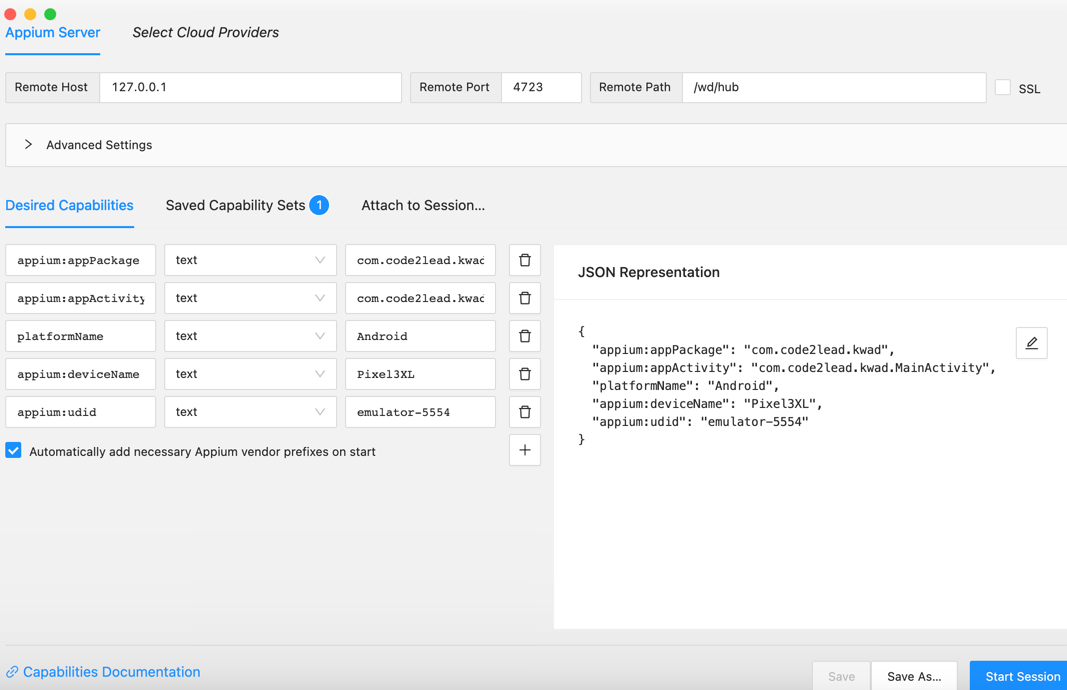 Appium Server Select Cloud Providers
Remote Host 127.0.0.1 Remote Port 4723 Remote Path /wd/hub SSL
Advanced Settings
Desired Capabilities Saved Capability Sets 1 Attach to Session...
appium:appPackage text com.code2lead.kwad
appium:appActivity text com.code2lead.kwad
platformName text Android
appium:deviceName text Pixel3XL
appium:udid text emulator-5554
Automatically add necessary Appium vendor prefixes on start
JSON Representation
{
"appium:appPackage": "com.code2lead.kwad",
"appium:appActivity": "com.code2lead.kwad.MainActivity",
"platformName": "Android",
"appium:deviceName": "Pixel3XL",
"appium:udid": "emulator-5554"
}
Capabilities Documentation Save Save As... Start Session